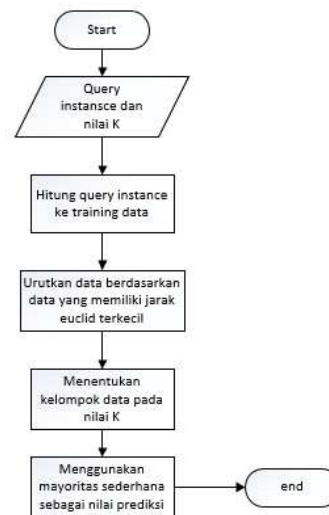 Start
Query
instansce dan
nilai K
Hitung query instance
ke training data
Urutkan data berdasarkan
data yang memiliki jarak
euclid terkecil
Menentukan
kelompok data pada
nilai K
Menggunakan
mayoritas sederhana
sebagai nilai prediksi
end